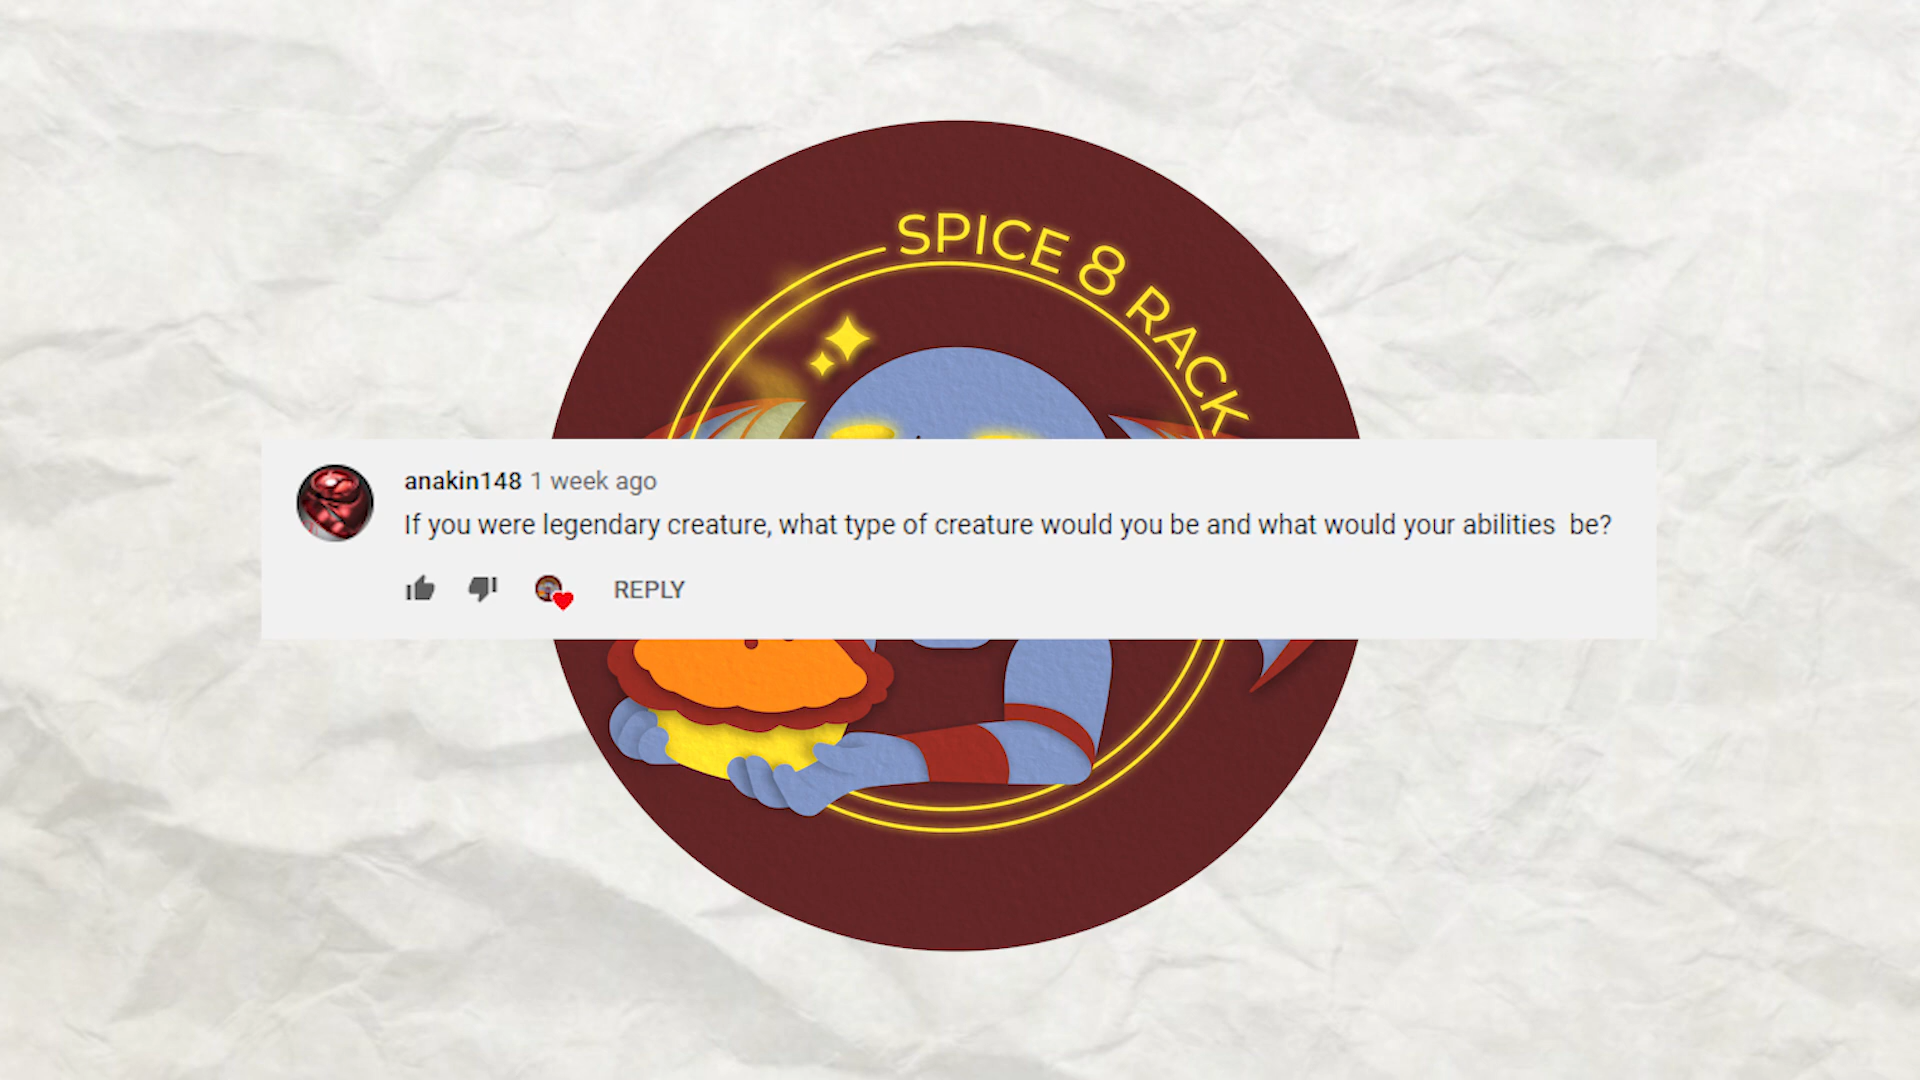 SPICE 8 RACK
anakin148 1 week ago
If you were legendary creature, what type of creature would you be and what would your abilities  be?
REPLY